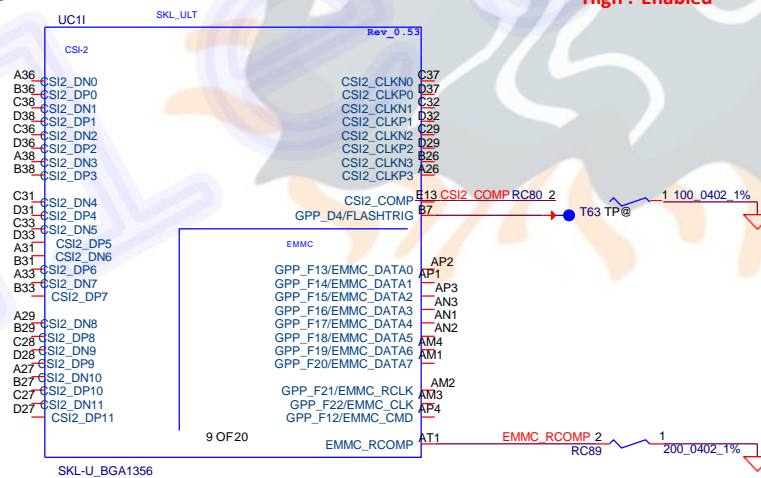 High : Enabled
UC1I
SKL_ULT
Rev_0.53
CSI-2
A36 CSI2_DN0 CSI2_CLKN0 C37
B36 CSI2_DP0 CSI2_CLKP0 D37
C38 CSI2_DN1 CSI2_CLKN1 C32
D38 CSI2_DP1 CSI2_CLKP1 D32
C36 CSI2_DN2 CSI2_CLKN2 C29
D36 CSI2_DP2 CSI2_CLKP2 D29
A38 CSI2_DN3 CSI2_CLKN3 B26
B38 CSI2_DP3 CSI2_CLKP3 A26
C31 CSI2_DN4 CSI2_COMP E13 CSI2_COMP RC80 2 1 100_0402_1%
D31 CSI2_DP4 GPP_D4/FLASHTRIG B7 T63 TP@
C33 CSI2_DN5
D33 CSI2_DP5
A31 CSI2_DN6
B31 CSI2_DP6
A33 CSI2_DN7
B33 CSI2_DP7
EMMC
GPP_F13/EMMC_DATA0 AP2
GPP_F14/EMMC_DATA1 AP1
GPP_F15/EMMC_DATA2 AP3
GPP_F16/EMMC_DATA3 AN3
GPP_F17/EMMC_DATA4 AN1
GPP_F18/EMMC_DATA5 AN2
GPP_F19/EMMC_DATA6 AM4
GPP_F20/EMMC_DATA7 AM1
A29 CSI2_DN8
B29 CSI2_DP8
C28 CSI2_DN9
D28 CSI2_DP9
A27 CSI2_DN10
B27 CSI2_DP10
C27 CSI2_DN11
D27 CSI2_DP11
GPP_F21/EMMC_RCLK AM2
GPP_F22/EMMC_CLK AM3
GPP_F12/EMMC_CMD AP4
9 OF 20
EMMC_RCOMP AT1 EMMC_RCOMP 2 1
RC89 200_0402_1%
SKL-U_BGA1356